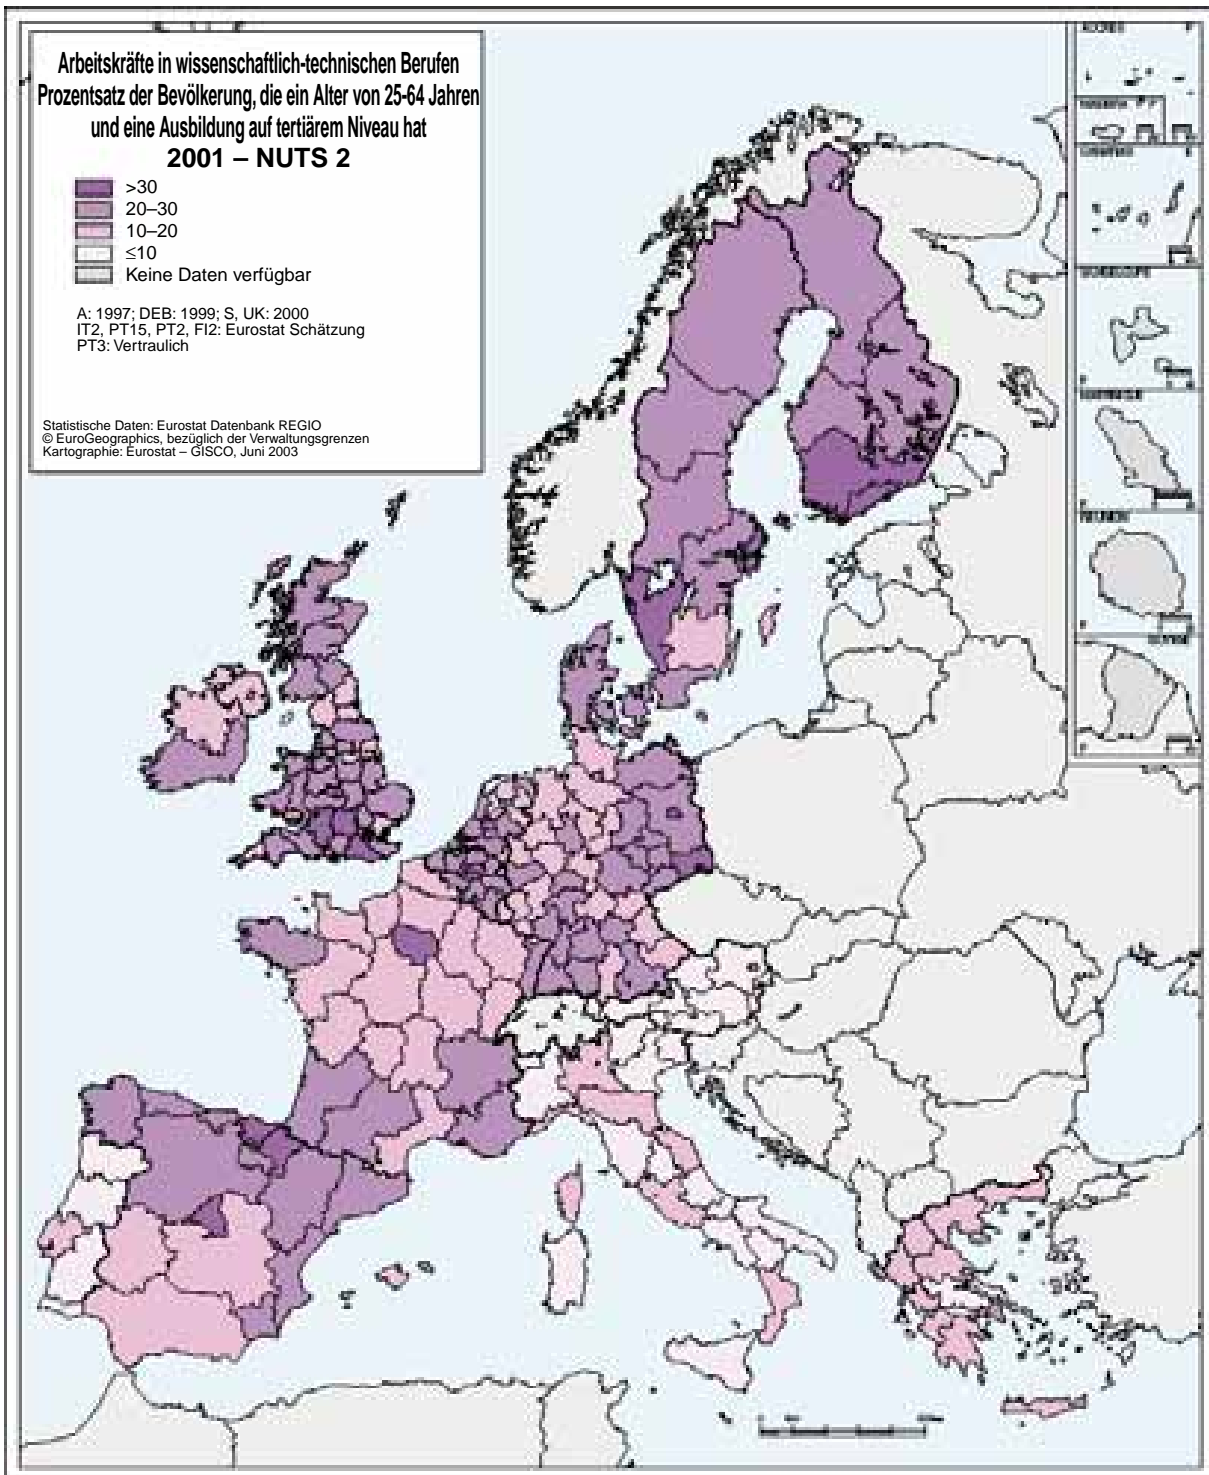 Arbeitskräfte in wissenschaftlich-technischen Berufen
Prozentsatz der Bevölkerung, die ein Alter von 25-64 Jahren
und eine Ausbildung auf tertiärem Niveau hat
2001 – NUTS 2
>30
20–30
10–20
≤10
Keine Daten verfügbar
A: 1997; DEB: 1999; S, UK: 2000
IT2, PT15, PT2, FI2: Eurostat Schätzung
PT3: Vertraulich
Statistische Daten: Eurostat Datenbank REGIO
© EuroGeographics, bezüglich der Verwaltungsgrenzen
Kartographie: Eurostat – GISCO, Juni 2003